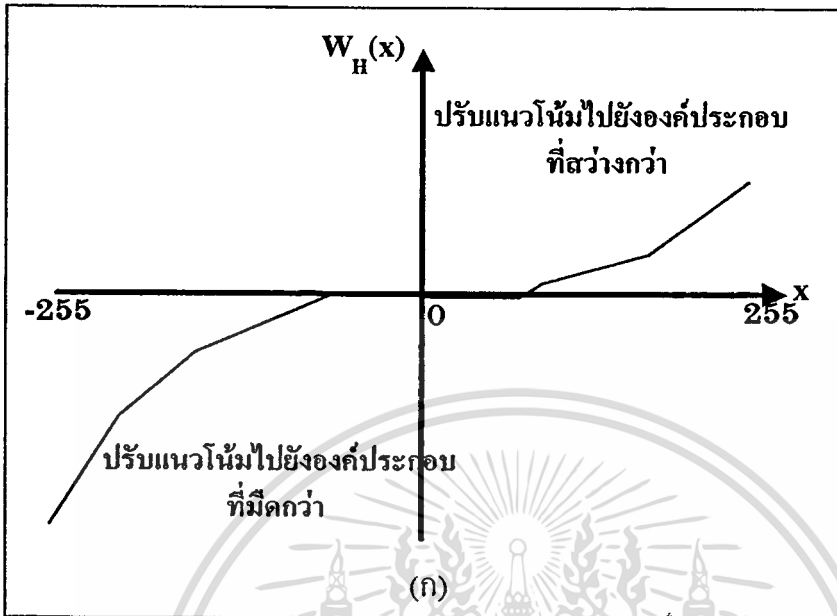 W_H(x)
ปรับแนวโน้มไปยังองค์ประกอบ
ที่สว่างกว่า
-255
0
255
x
ปรับแนวโน้มไปยังองค์ประกอบ
ที่มืดกว่า
(ก)